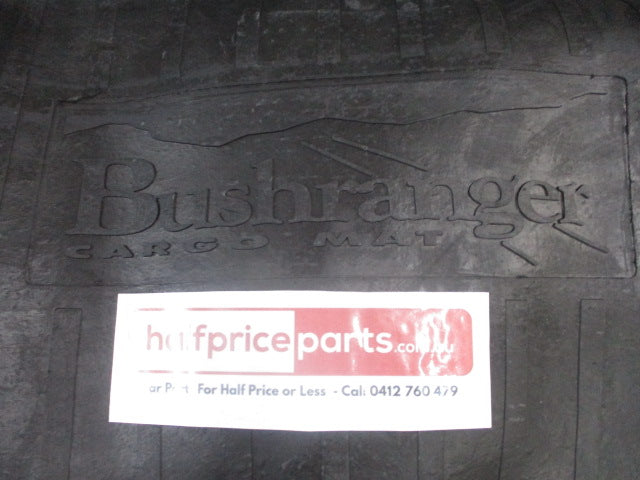 Bushranger
CARGO MAT
halfpriceparts.com.au
For Half Price or Less - Call 0412 760 479